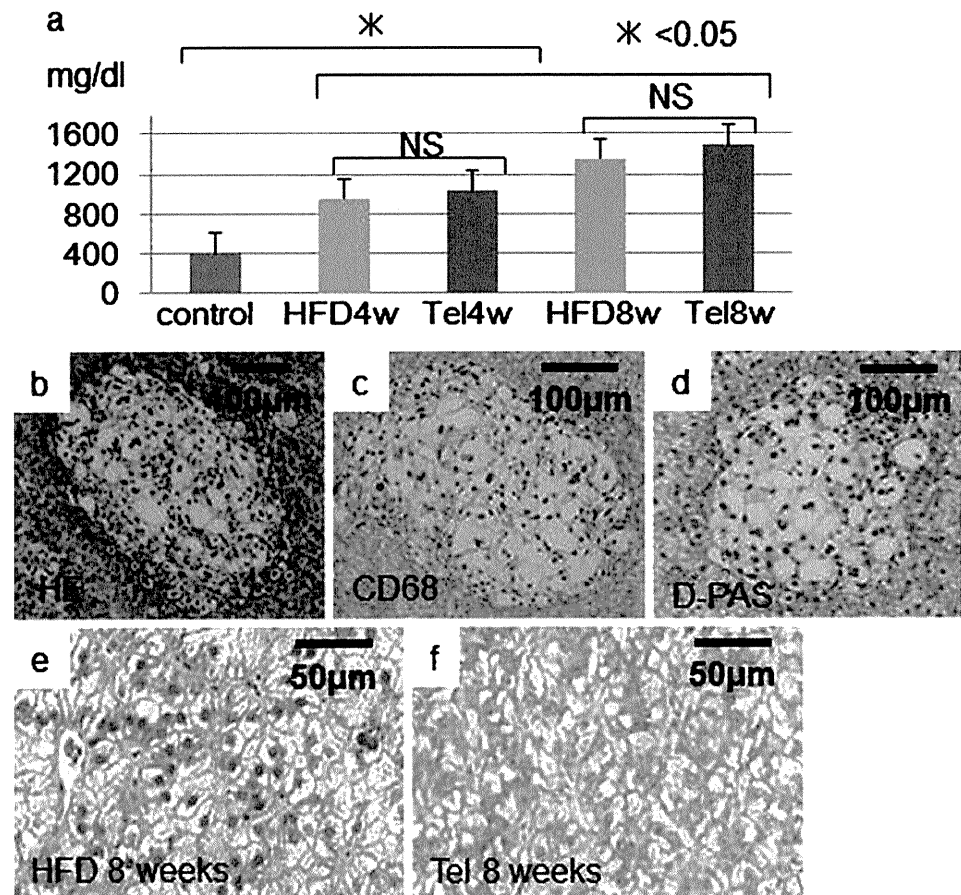 a
＊
＊ <0.05
mg/dl
NS
NS
1600
1200
800
400
0
control HFD4w Tel4w HFD8w Tel8w
b
100μm
HE
c
100μm
CD68
d
100μm
D-PAS
e
50μm
HFD 8 weeks
f
50μm
Tel 8 weeks